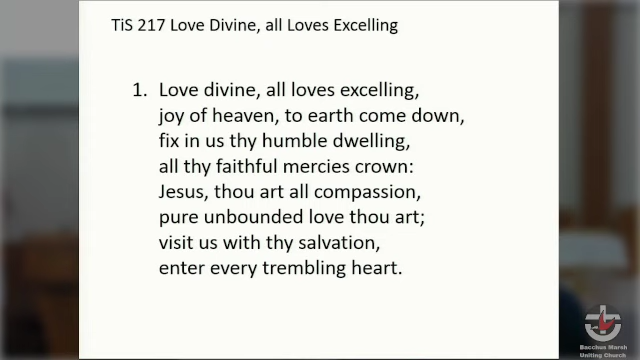 TiS 217 Love Divine, all Loves Excelling
1. Love divine, all loves excelling,
joy of heaven, to earth come down,
fix in us thy humble dwelling,
all thy faithful mercies crown:
Jesus, thou art all compassion,
pure unbounded love thou art;
visit us with thy salvation,
enter every trembling heart.
Bacchus Marsh
Uniting Church